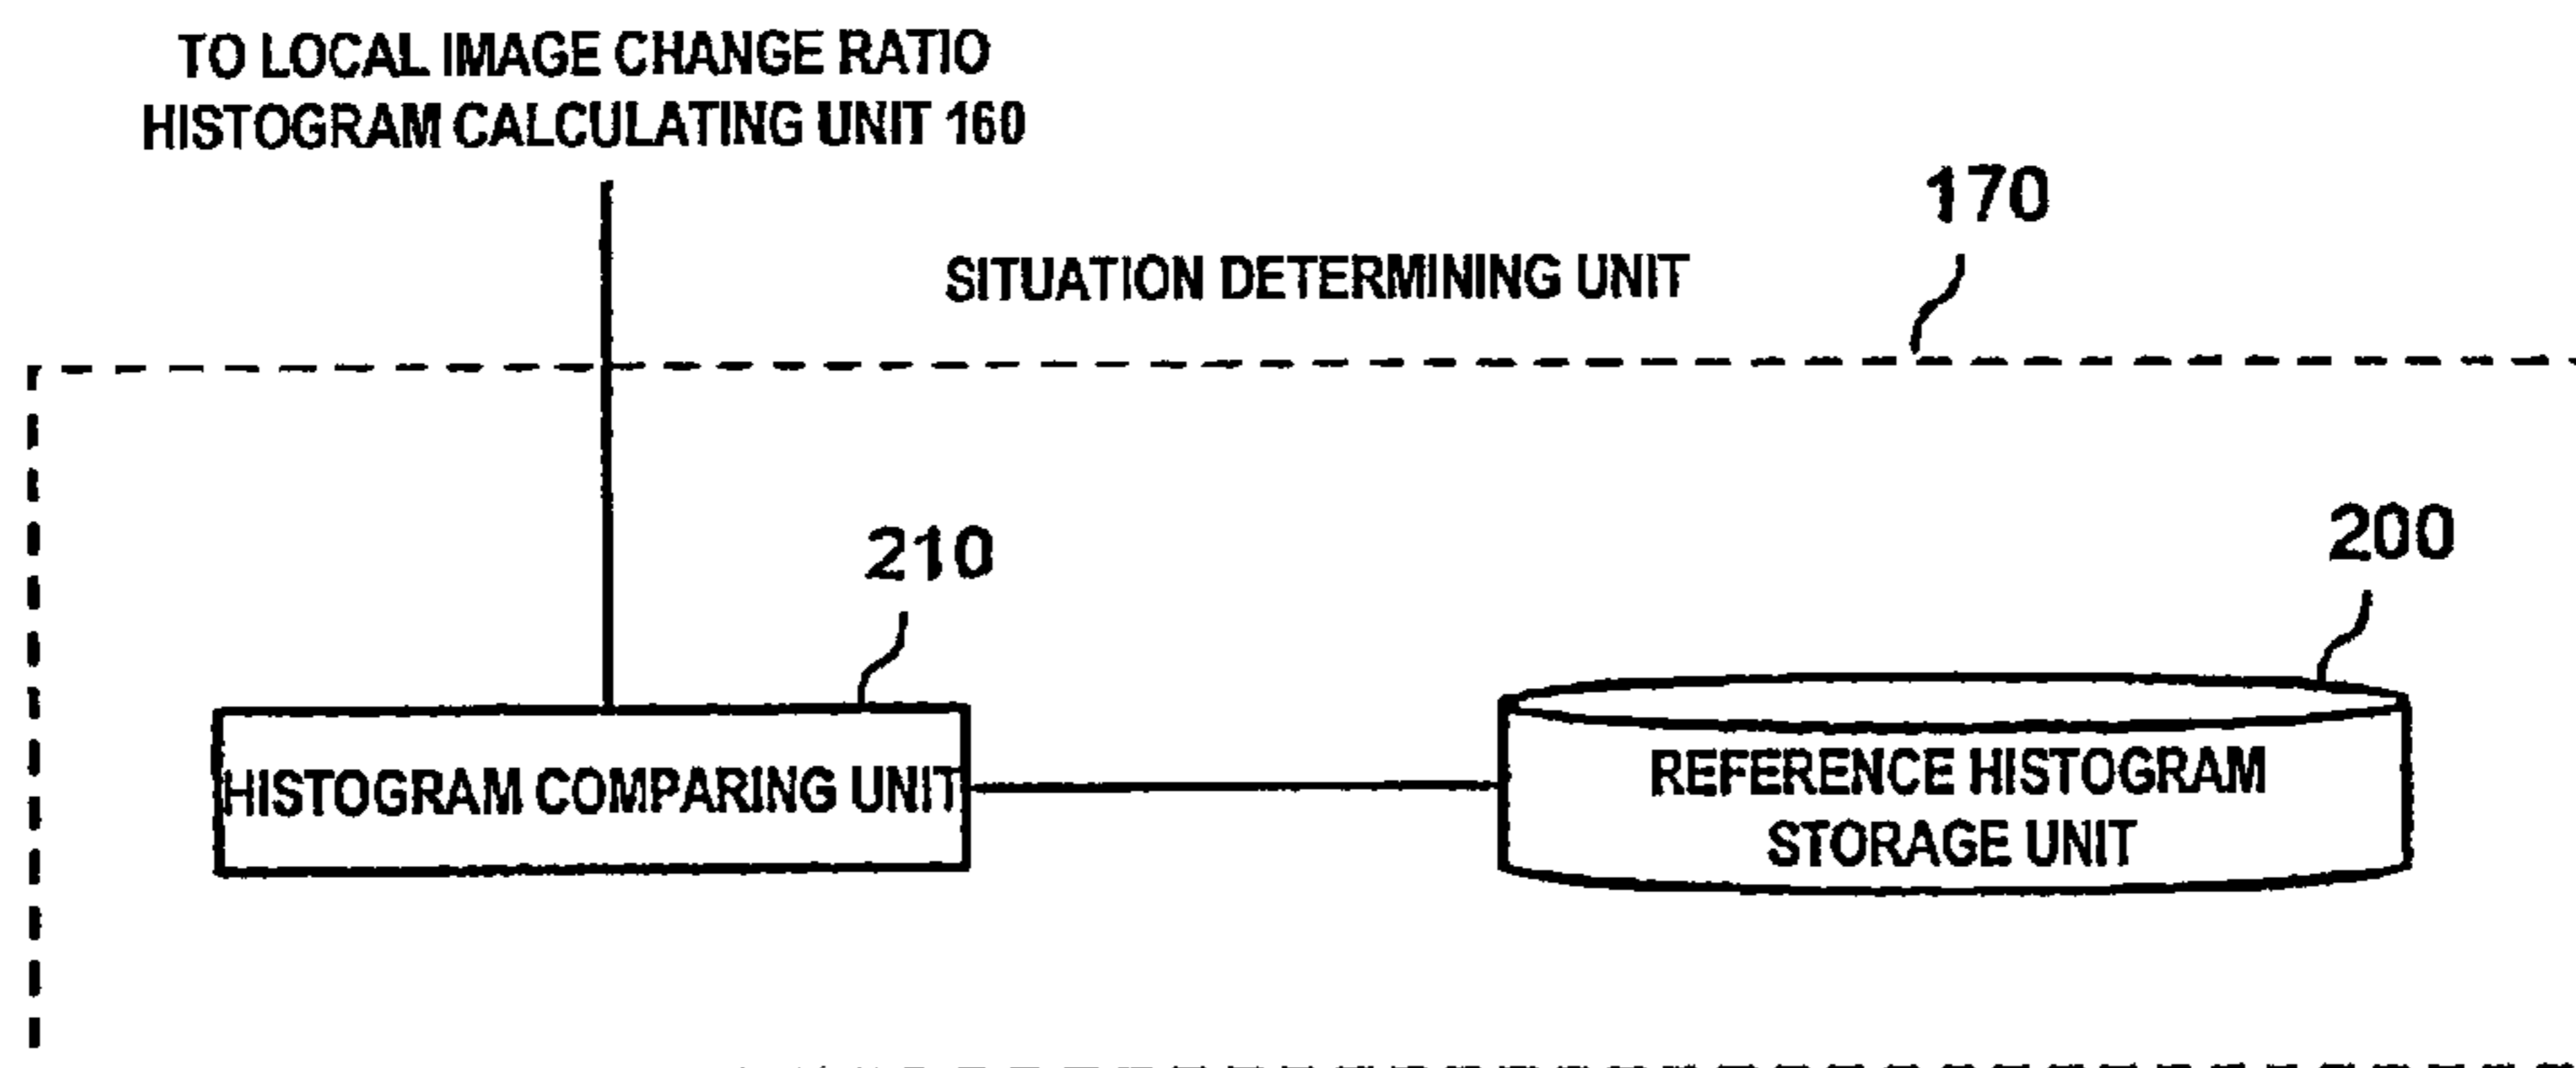 TO LOCAL IMAGE CHANGE RATIO
HISTOGRAM CALCULATING UNIT 160
170
SITUATION DETERMINING UNIT
210
200
HISTOGRAM COMPARING UNIT
REFERENCE HISTOGRAM
STORAGE UNIT